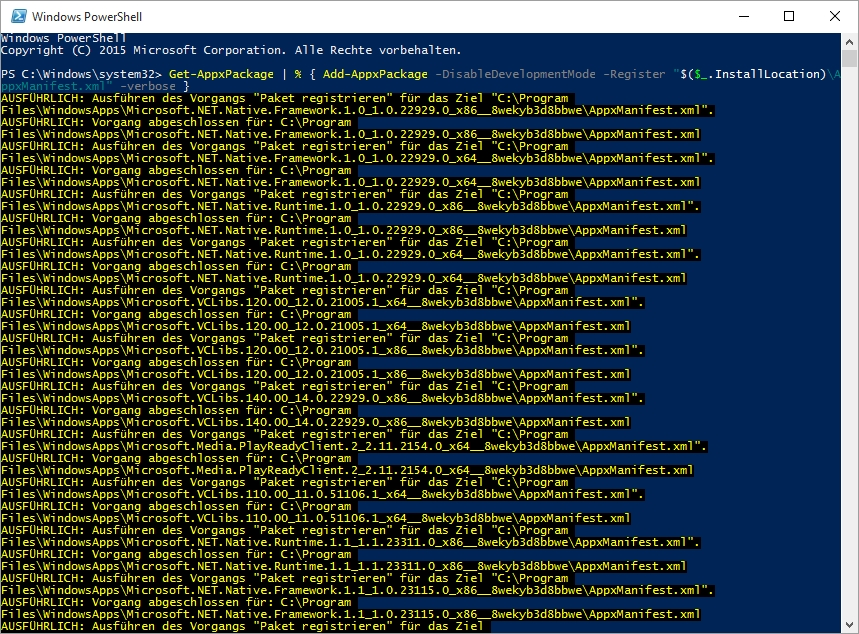 Windows PowerShell
Windows PowerShell
Copyright (C) 2015 Microsoft Corporation. Alle Rechte vorbehalten.
PS C:\Windows\system32> Get-AppxPackage | % { Add-AppxPackage -DisableDevelopmentMode -Register "$($_.InstallLocation)\A
ppxManifest.xml" -verbose }
AUSFÜHRLICH: Ausführen des Vorgangs "Paket registrieren" für das Ziel "C:\Program
Files\WindowsApps\Microsoft.NET.Native.Framework.1.0_1.0.22929.0_x86__8wekyb3d8bbwe\AppxManifest.xml".
AUSFÜHRLICH: Vorgang abgeschlossen für: C:\Program
Files\WindowsApps\Microsoft.NET.Native.Framework.1.0_1.0.22929.0_x86__8wekyb3d8bbwe\AppxManifest.xml
AUSFÜHRLICH: Ausführen des Vorgangs "Paket registrieren" für das Ziel "C:\Program
Files\WindowsApps\Microsoft.NET.Native.Framework.1.0_1.0.22929.0_x64__8wekyb3d8bbwe\AppxManifest.xml".
AUSFÜHRLICH: Vorgang abgeschlossen für: C:\Program
Files\WindowsApps\Microsoft.NET.Native.Framework.1.0_1.0.22929.0_x64__8wekyb3d8bbwe\AppxManifest.xml
AUSFÜHRLICH: Ausführen des Vorgangs "Paket registrieren" für das Ziel "C:\Program
Files\WindowsApps\Microsoft.NET.Native.Runtime.1.0_1.0.22929.0_x86__8wekyb3d8bbwe\AppxManifest.xml".
AUSFÜHRLICH: Vorgang abgeschlossen für: C:\Program
Files\WindowsApps\Microsoft.NET.Native.Runtime.1.0_1.0.22929.0_x86__8wekyb3d8bbwe\AppxManifest.xml
AUSFÜHRLICH: Ausführen des Vorgangs "Paket registrieren" für das Ziel "C:\Program
Files\WindowsApps\Microsoft.NET.Native.Runtime.1.0_1.0.22929.0_x64__8wekyb3d8bbwe\AppxManifest.xml".
AUSFÜHRLICH: Vorgang abgeschlossen für: C:\Program
Files\WindowsApps\Microsoft.NET.Native.Runtime.1.0_1.0.22929.0_x64__8wekyb3d8bbwe\AppxManifest.xml
AUSFÜHRLICH: Ausführen des Vorgangs "Paket registrieren" für das Ziel "C:\Program
Files\WindowsApps\Microsoft.VCLibs.120.00_12.0.21005.1_x64__8wekyb3d8bbwe\AppxManifest.xml".
AUSFÜHRLICH: Vorgang abgeschlossen für: C:\Program
Files\WindowsApps\Microsoft.VCLibs.120.00_12.0.21005.1_x64__8wekyb3d8bbwe\AppxManifest.xml
AUSFÜHRLICH: Ausführen des Vorgangs "Paket registrieren" für das Ziel "C:\Program
Files\WindowsApps\Microsoft.VCLibs.120.00_12.0.21005.1_x86__8wekyb3d8bbwe\AppxManifest.xml".
AUSFÜHRLICH: Vorgang abgeschlossen für: C:\Program
Files\WindowsApps\Microsoft.VCLibs.120.00_12.0.21005.1_x86__8wekyb3d8bbwe\AppxManifest.xml
AUSFÜHRLICH: Ausführen des Vorgangs "Paket registrieren" für das Ziel "C:\Program
Files\WindowsApps\Microsoft.VCLibs.140.00_14.0.22929.0_x86__8wekyb3d8bbwe\AppxManifest.xml".
AUSFÜHRLICH: Vorgang abgeschlossen für: C:\Program
Files\WindowsApps\Microsoft.VCLibs.140.00_14.0.22929.0_x86__8wekyb3d8bbwe\AppxManifest.xml
AUSFÜHRLICH: Ausführen des Vorgangs "Paket registrieren" für das Ziel "C:\Program
Files\WindowsApps\Microsoft.Media.PlayReadyClient.2_2.11.2154.0_x64__8wekyb3d8bbwe\AppxManifest.xml".
AUSFÜHRLICH: Vorgang abgeschlossen für: C:\Program
Files\WindowsApps\Microsoft.Media.PlayReadyClient.2_2.11.2154.0_x64__8wekyb3d8bbwe\AppxManifest.xml
AUSFÜHRLICH: Ausführen des Vorgangs "Paket registrieren" für das Ziel "C:\Program
Files\WindowsApps\Microsoft.VCLibs.110.00_11.0.51106.1_x64__8wekyb3d8bbwe\AppxManifest.xml".
AUSFÜHRLICH: Vorgang abgeschlossen für: C:\Program
Files\WindowsApps\Microsoft.VCLibs.110.00_11.0.51106.1_x64__8wekyb3d8bbwe\AppxManifest.xml
AUSFÜHRLICH: Ausführen des Vorgangs "Paket registrieren" für das Ziel "C:\Program
Files\WindowsApps\Microsoft.NET.Native.Runtime.1.1_1.1.23311.0_x86__8wekyb3d8bbwe\AppxManifest.xml".
AUSFÜHRLICH: Vorgang abgeschlossen für: C:\Program
Files\WindowsApps\Microsoft.NET.Native.Runtime.1.1_1.1.23311.0_x86__8wekyb3d8bbwe\AppxManifest.xml
AUSFÜHRLICH: Ausführen des Vorgangs "Paket registrieren" für das Ziel "C:\Program
Files\WindowsApps\Microsoft.NET.Native.Framework.1.1_1.0.23115.0_x86__8wekyb3d8bbwe\AppxManifest.xml".
AUSFÜHRLICH: Vorgang abgeschlossen für: C:\Program
Files\WindowsApps\Microsoft.NET.Native.Framework.1.1_1.0.23115.0_x86__8wekyb3d8bbwe\AppxManifest.xml
AUSFÜHRLICH: Ausführen des Vorgangs "Paket registrieren" für das Ziel